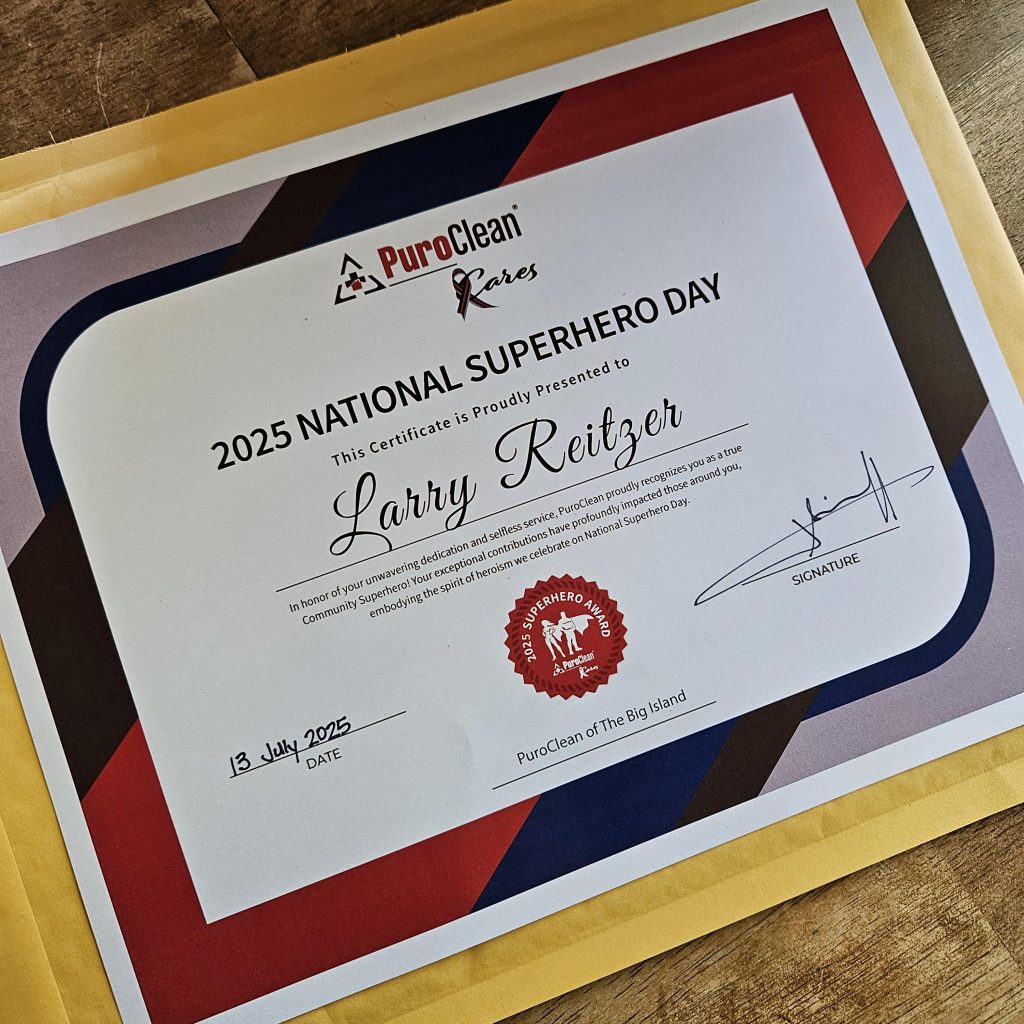 PuroClean®
Cares
2025 NATIONAL SUPERHERO DAY
This Certificate is Proudly Presented to
Larry Reitzer
In honor of your unwavering dedication and selfless service, PuroClean proudly recognizes you as a true
Community Superhero! Your exceptional contributions have profoundly impacted those around you,
embodying the spirit of heroism we celebrate on National Superhero Day.
SIGNATURE
2025 SUPERHERO AWARD
PuroClean
Cares
13 July 2025
DATE
PuroClean of The Big Island